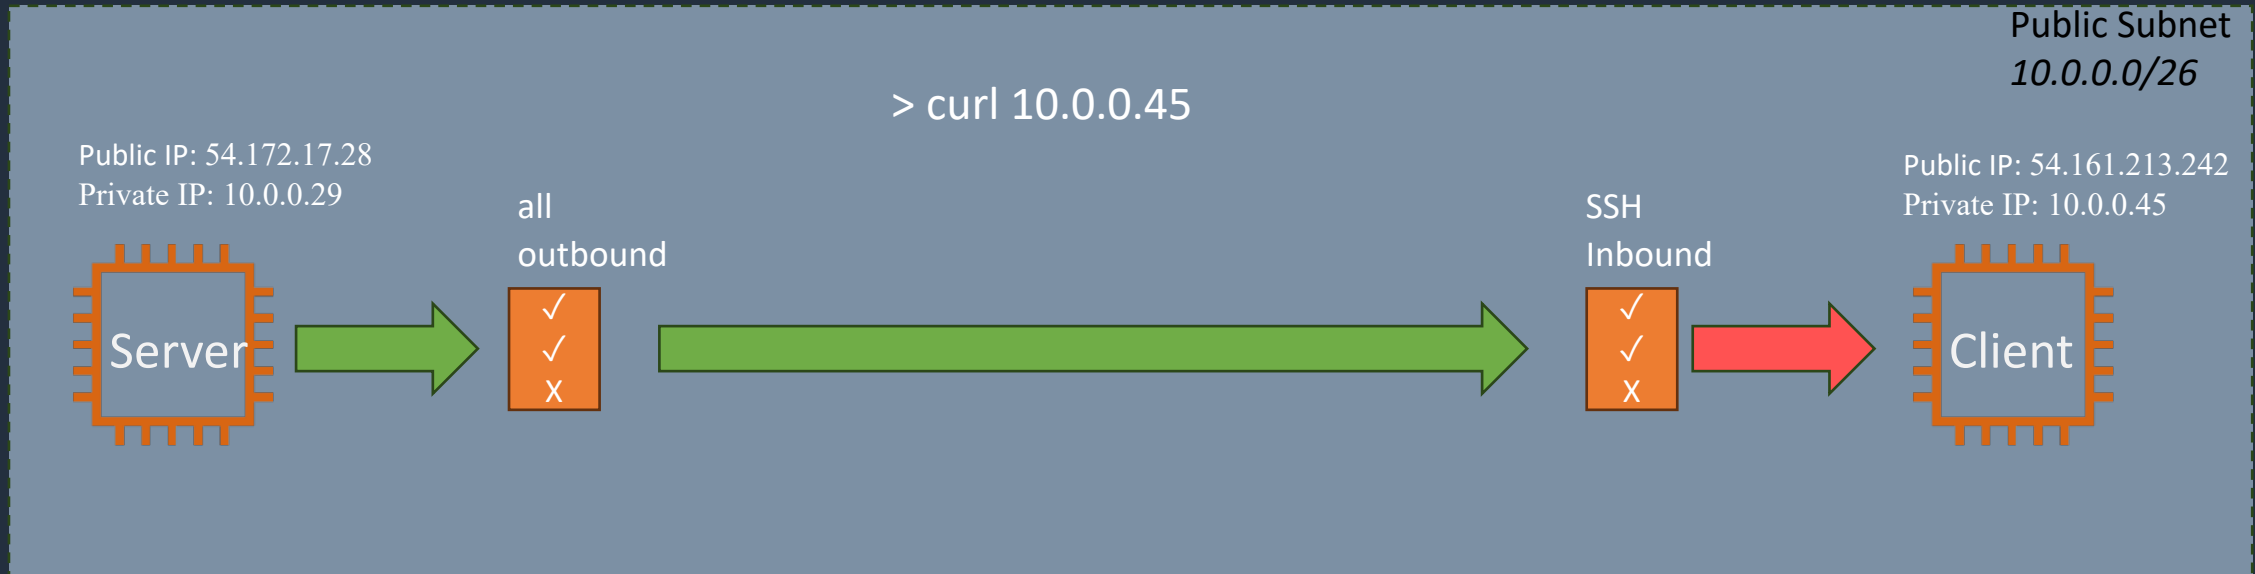 Public Subnet
10.0.0.0/26
> curl 10.0.0.45
Public IP: 54.172.17.28
Private IP: 10.0.0.29
Public IP: 54.161.213.242
Private IP: 10.0.0.45
all
outbound
SSH
Inbound
✓
✓
X
✓
✓
X
Server
Client